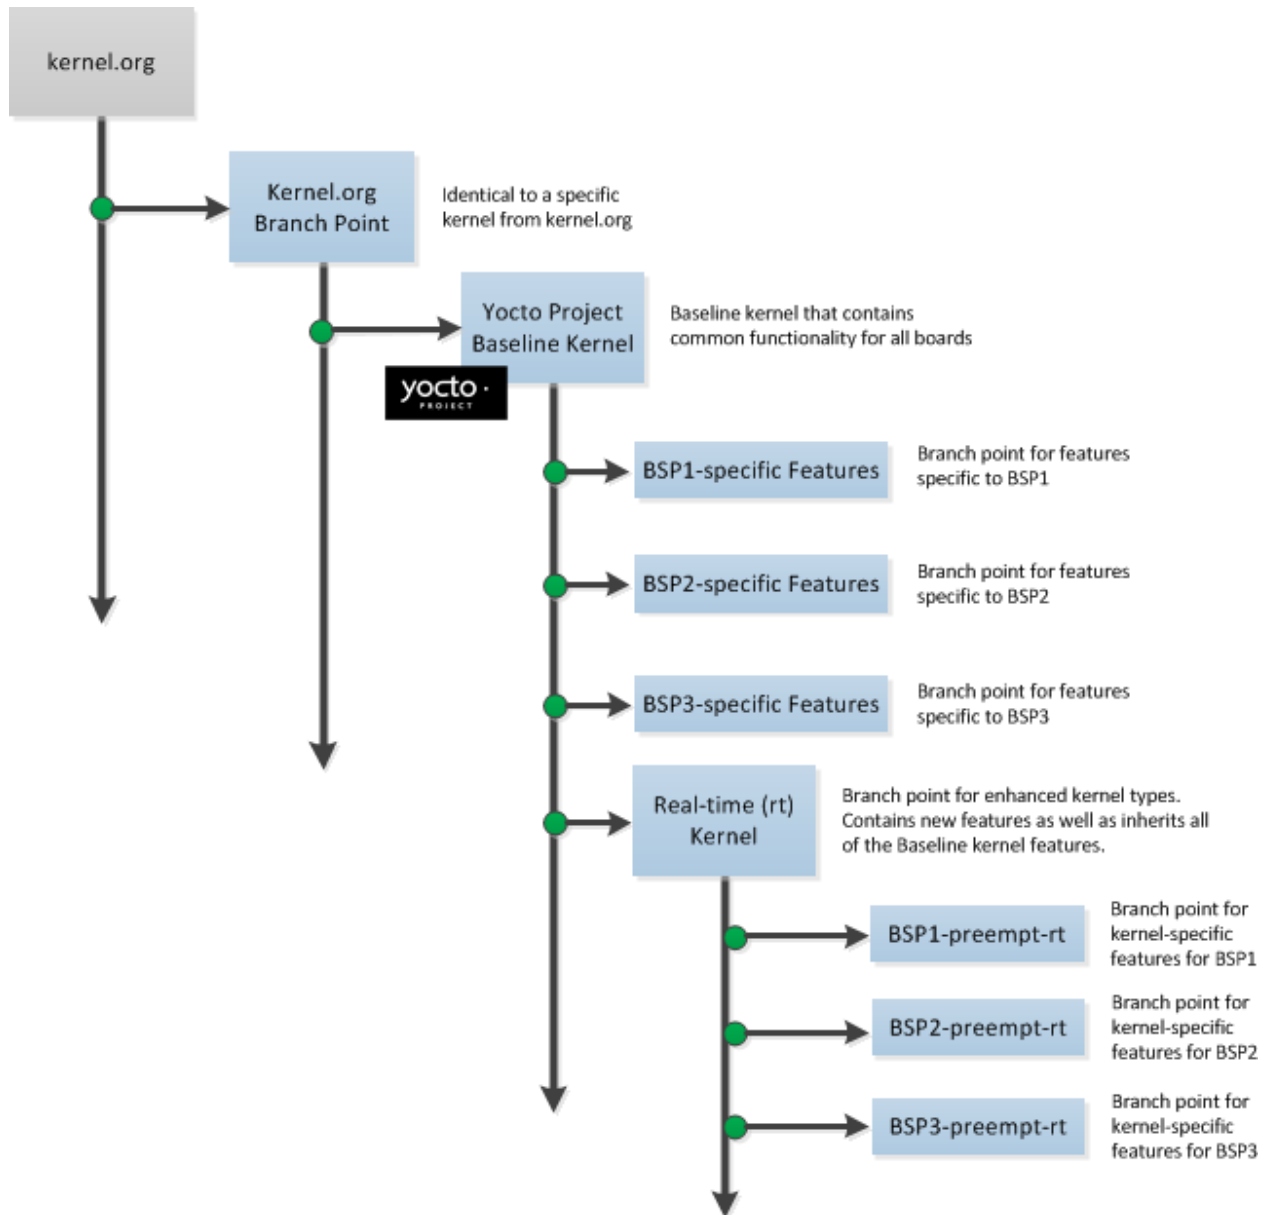 kernel.org
Kernel.org
Branch Point
Identical to a specific
kernel from kernel.org
Yocto Project
Baseline Kernel
Baseline kernel that contains
common functionality for all boards
yocto ·
PROJECT
BSP1-specific Features
Branch point for features
specific to BSP1
BSP2-specific Features
Branch point for features
specific to BSP2
BSP3-specific Features
Branch point for features
specific to BSP3
Real-time (rt)
Kernel
Branch point for enhanced kernel types.
Contains new features as well as inherits all
of the Baseline kernel features.
BSP1-preempt-rt
Branch point for
kernel-specific
features for BSP1
BSP2-preempt-rt
Branch point for
kernel-specific
features for BSP2
BSP3-preempt-rt
Branch point for
kernel-specific
features for BSP3